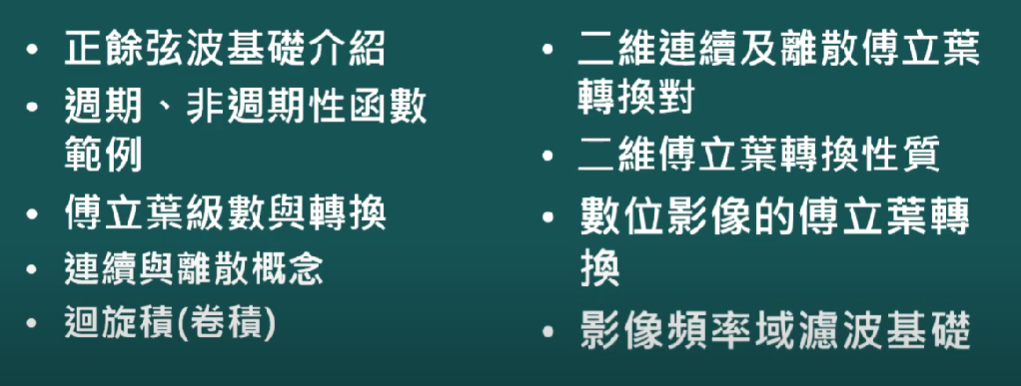 • 正餘弦波基礎介紹
• 週期、非週期性函數
範例
• 傅立葉級數與轉換
• 連續與離散概念
• 迴旋積(卷積)
• 二維連續及離散傅立葉
轉換對
• 二維傅立葉轉換性質
• 數位影像的傅立葉轉
換
• 影像頻率域濾波基礎